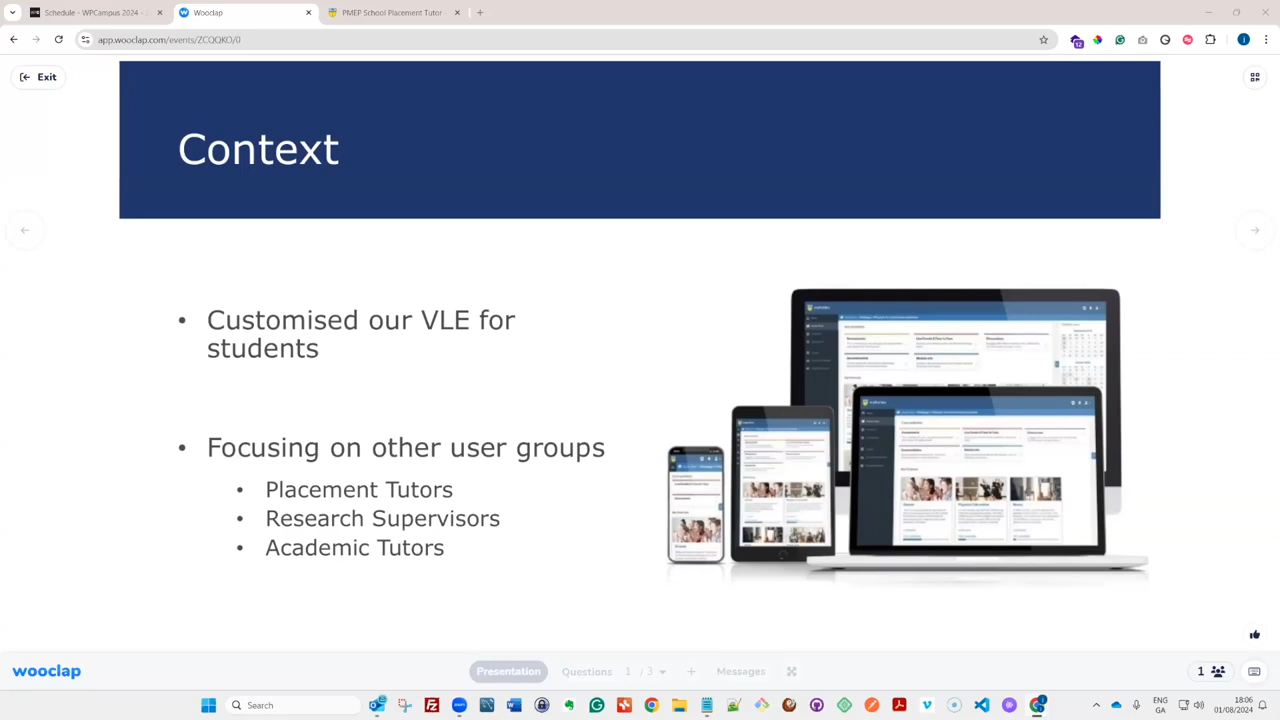 Schedule - WPCampus 2024 -
Wooclap
PMEP School Placement Tutor
app.wooclap.com/events/ZCQQKO/0
12
Exit
Context
• Customised our VLE for
students
• Focusing on other user groups
• Placement Tutors
• Research Supervisors
• Academic Tutors
wooclap
Presentation
Questions 1 / 3
Messages
1
Search
ENG
GA
18:06
01/08/2024